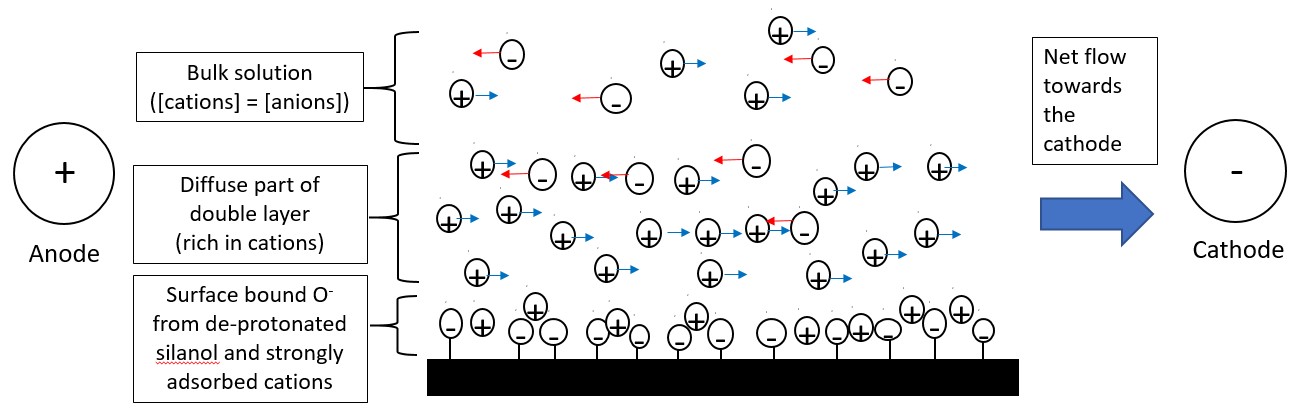 Bulk solution
([cations] = [anions])
+
Anode
Diffuse part of
double layer
(rich in cations)
Surface bound O-
from de-protonated
silanol and strongly
adsorbed cations
Net flow
towards
the
cathode
-
Cathode